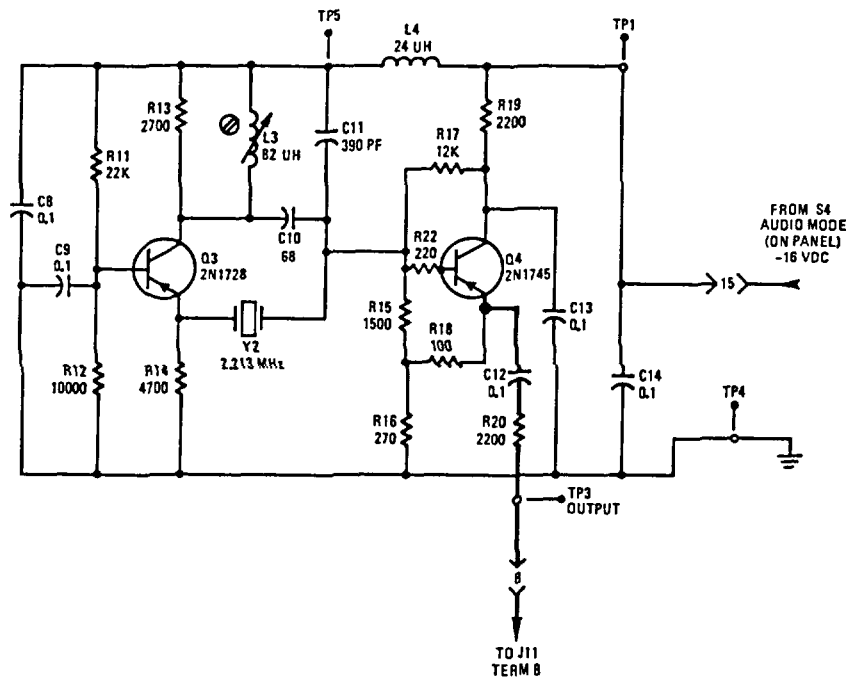 TP5
L4
24 UH
TP1
R13
2700
R19
2200
L3
82 UH
C11
390 PF
R17
12K
R11
22K
C8
0.1
C9
0.1
Q3
2N1728
C10
68
R22
220
Q4
2N1745
FROM S4
AUDIO MODE
(ON PANEL)
-16 VDC
15
R15
1500
R18
100
C13
0.1
Y2
2.213 MHz
R12
10000
R14
4700
C12
0.1
C14
0.1
TP4
R16
270
R20
2200
TP3
OUTPUT
8
TO J11
TERM 8